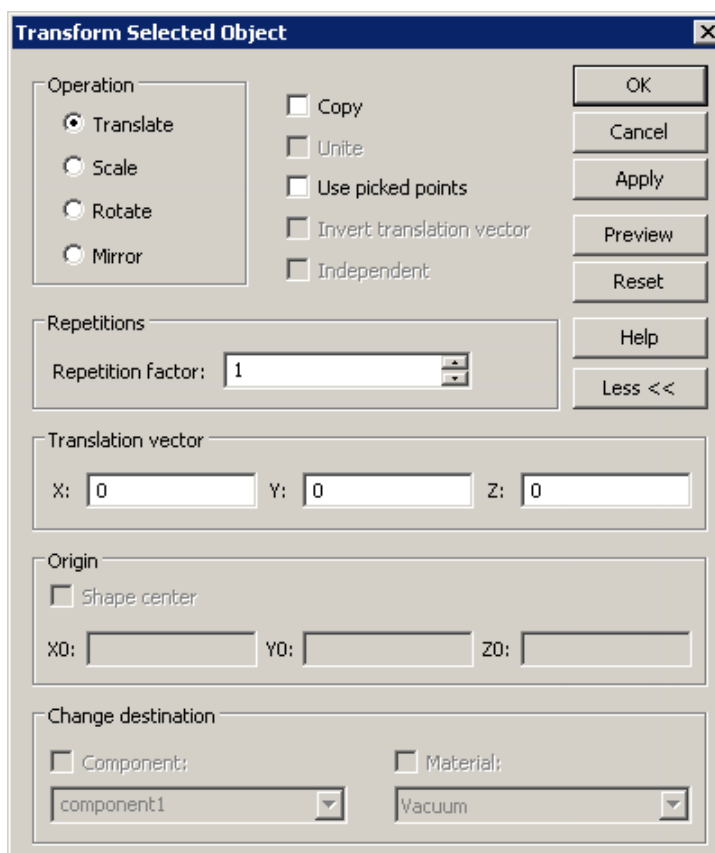 Transform Selected Object
Operation
Translate
Scale
Rotate
Mirror
Copy
Unite
Use picked points
Invert translation vector
Independent
OK
Cancel
Apply
Preview
Reset
Help
Less <<
Repetitions
Repetition factor: 1
Translation vector
X: 0 Y: 0 Z: 0
Origin
Shape center
X0: Y0: Z0:
Change destination
Component: Material:
component1 Vacuum